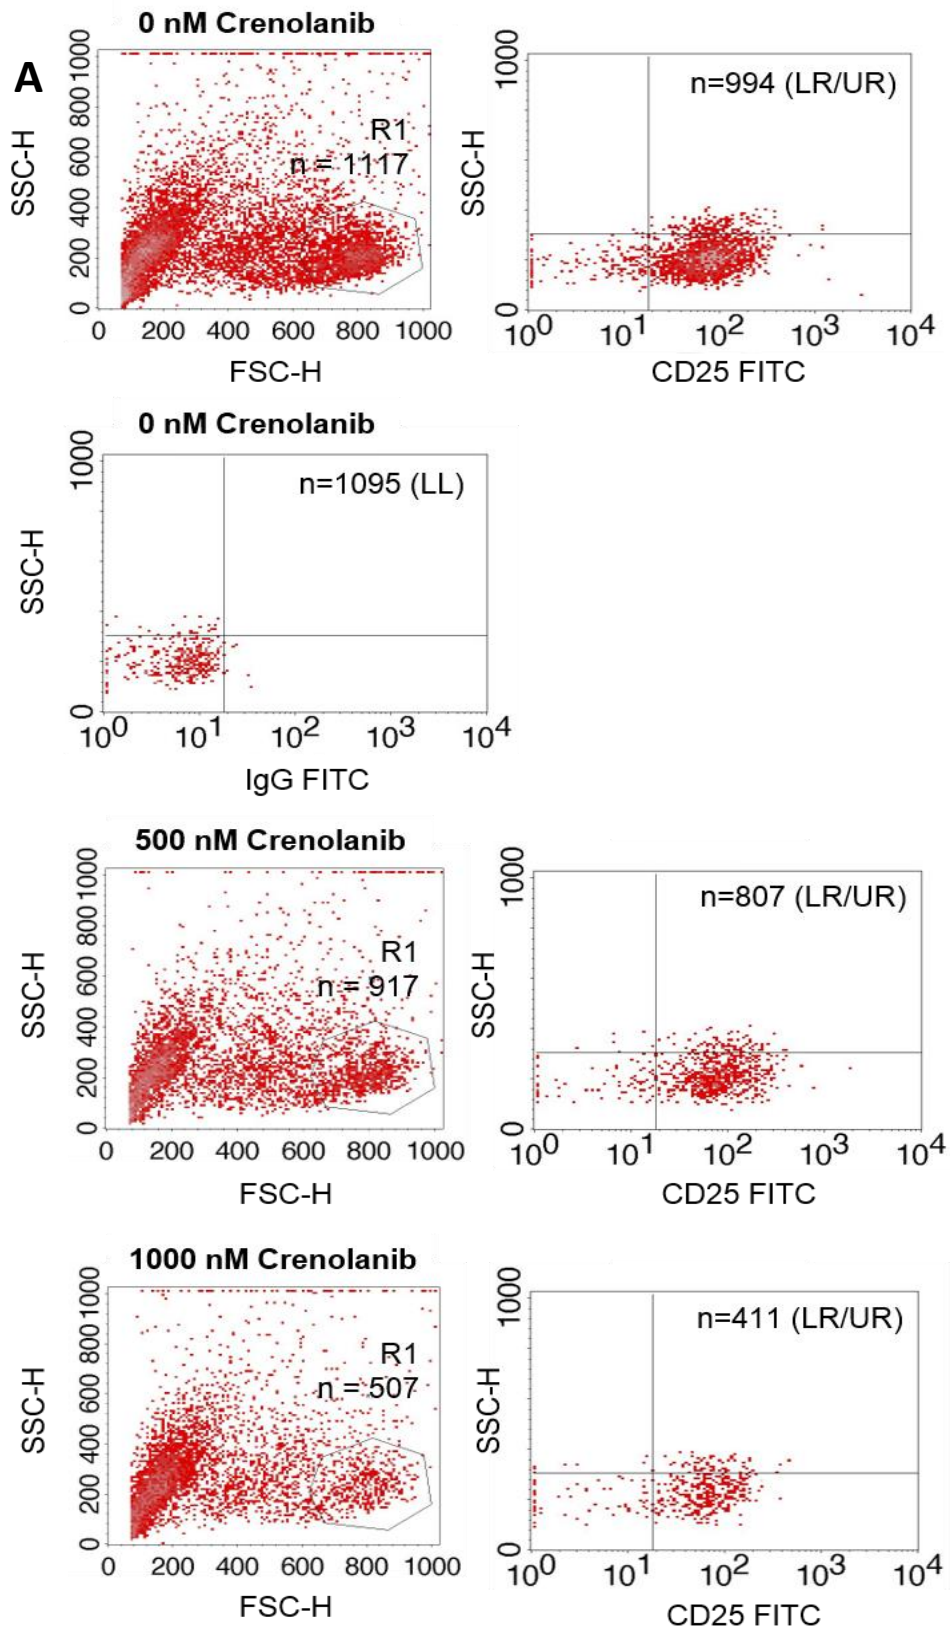 A
0 nM Crenolanib
1000
800
600
400
200
0
SSC-H
R1
n = 1117
0 200 400 600 800 1000
FSC-H
1000
0
SSC-H
n=994 (LR/UR)
10^0 10^1 10^2 10^3 10^4
CD25 FITC
0 nM Crenolanib
1000
0
SSC-H
n=1095 (LL)
10^0 10^1 10^2 10^3 10^4
IgG FITC
500 nM Crenolanib
1000
800
600
400
200
0
SSC-H
R1
n = 917
0 200 400 600 800 1000
FSC-H
1000
0
SSC-H
n=807 (LR/UR)
10^0 10^1 10^2 10^3 10^4
CD25 FITC
1000 nM Crenolanib
1000
800
600
400
200
0
SSC-H
R1
n = 507
0 200 400 600 800 1000
FSC-H
1000
0
SSC-H
n=411 (LR/UR)
10^0 10^1 10^2 10^3 10^4
CD25 FITC